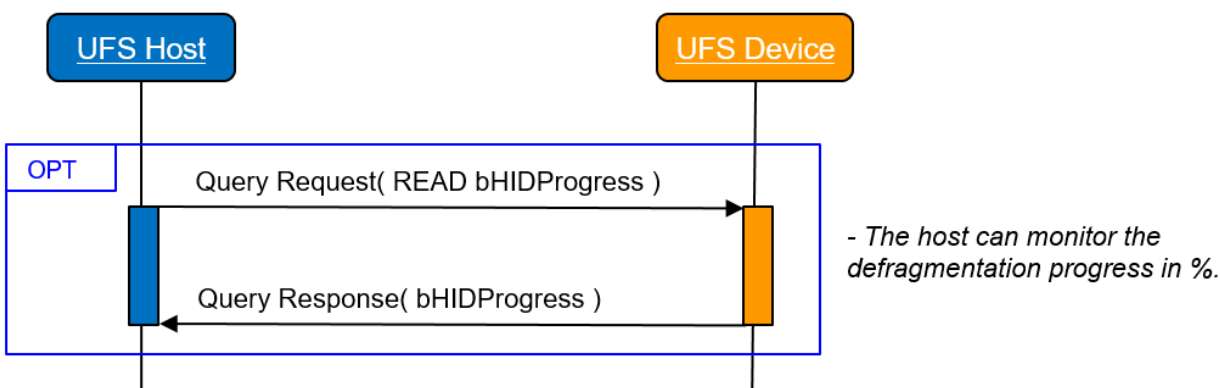 UFS Host
UFS Device
OPT
Query Request( READ bHIDProgress )
- The host can monitor the
defragmentation progress in %.
Query Response( bHIDProgress )